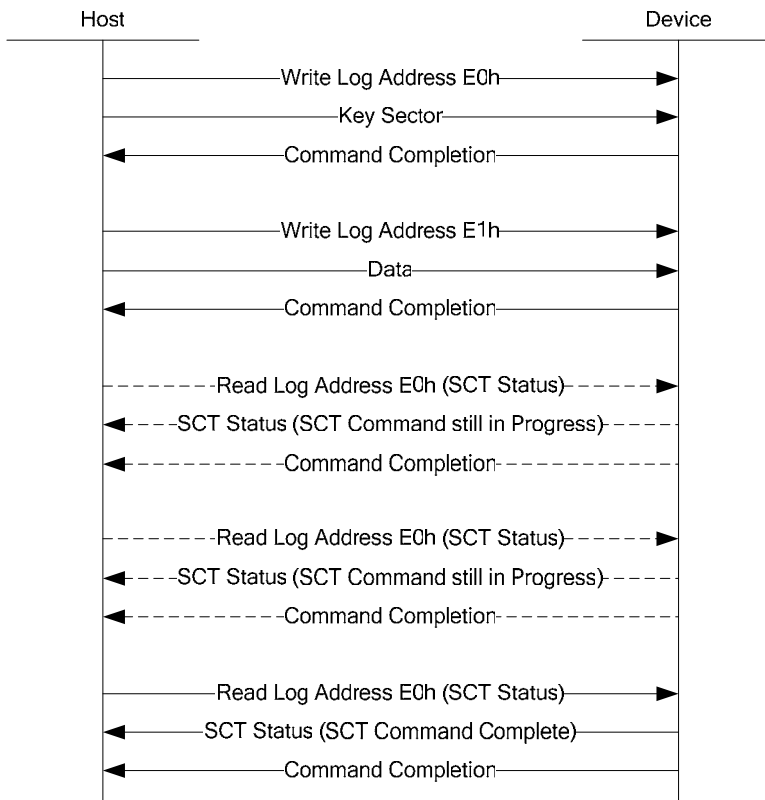 Host
Device
Write Log Address E0h
Key Sector
Command Completion
Write Log Address E1h
Data
Command Completion
Read Log Address E0h (SCT Status)
SCT Status (SCT Command still in Progress)
Command Completion
Read Log Address E0h (SCT Status)
SCT Status (SCT Command still in Progress)
Command Completion
Read Log Address E0h (SCT Status)
SCT Status (SCT Command Complete)
Command Completion